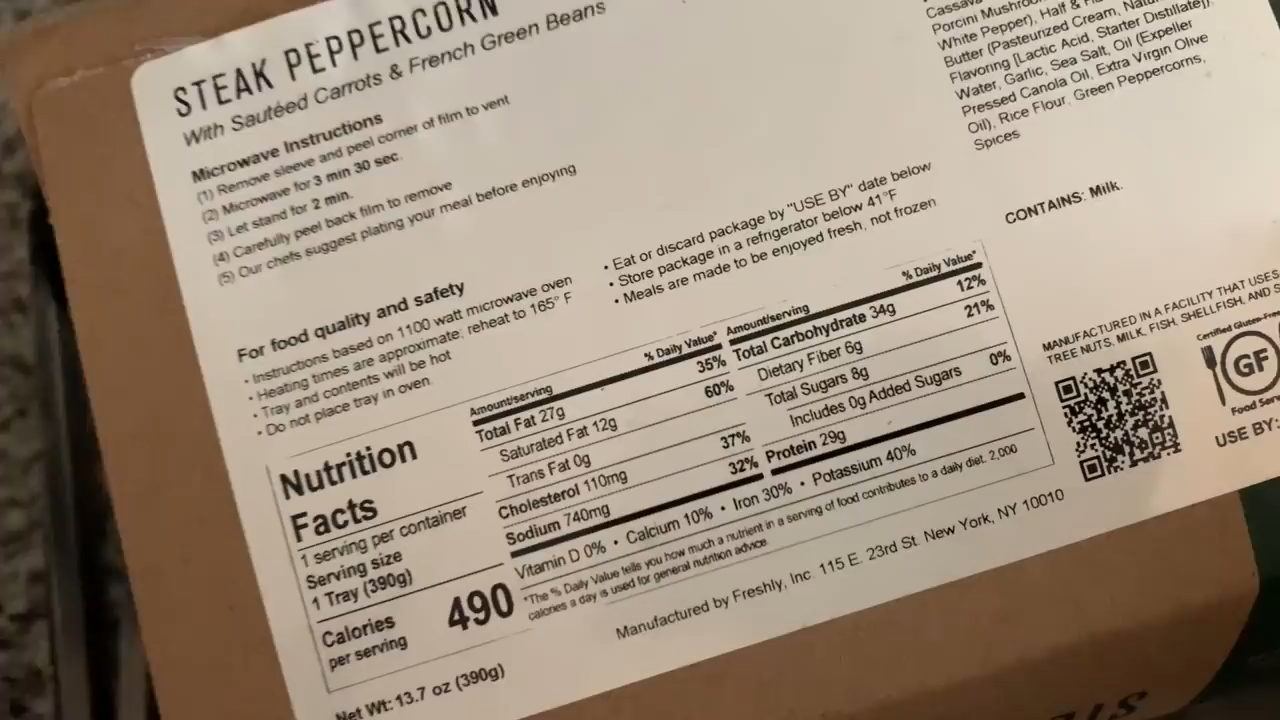 STEAK PEPPERCORN
With Sautéed Carrots & French Green Beans
Microwave Instructions
(1) Remove sleeve and peel corner of film to vent
(2) Microwave for 3 min 30 sec.
(3) Let stand for 2 min.
(4) Carefully peel back film to remove
(5) Our chefs suggest plating your meal before enjoying
For food quality and safety
• Instructions based on 1100 watt microwave oven
• Heating times are approximate; reheat to 165° F
• Tray and contents will be hot
• Do not place tray in oven.
• Eat or discard package by "USE BY" date below
• Store package in a refrigerator below 41°F
• Meals are made to be enjoyed fresh, not frozen
Cassava
Porcini
White Pepper), Half &
Butter (Pasteurized Cream,
Flavoring [Lactic Acid, Starter Distillate]),
Water, Garlic, Sea Salt, Oil (Expeller
Pressed Canola Oil, Extra Virgin Olive
Oil), Rice Flour, Green Peppercorns,
Spices
CONTAINS: Milk.
MANUFACTURED IN A FACILITY THAT USES
TREE NUTS, MILK, FISH, SHELLFISH, AND
Certified
GF
Food
USE BY:
Nutrition
Facts
1 serving per container
Serving size
1 Tray (390g)
Calories
per serving
490
Amount/serving % Daily Value*
Total Fat 27g 35%
Saturated Fat 12g 60%
Trans Fat 0g
Cholesterol 110mg 37%
Sodium 740mg 32%
Amount/serving % Daily Value*
Total Carbohydrate 34g 12%
Dietary Fiber 6g 21%
Total Sugars 8g
Includes 0g Added Sugars 0%
Protein 29g
Vitamin D 0% • Calcium 10% • Iron 30% • Potassium 40%
*The % Daily Value tells you how much a nutrient in a serving of food contributes to a daily diet. 2,000
calories a day is used for general nutrition advice.
Manufactured by Freshly, Inc. 115 E. 23rd St. New York, NY 10010
Net Wt: 13.7 oz (390g)